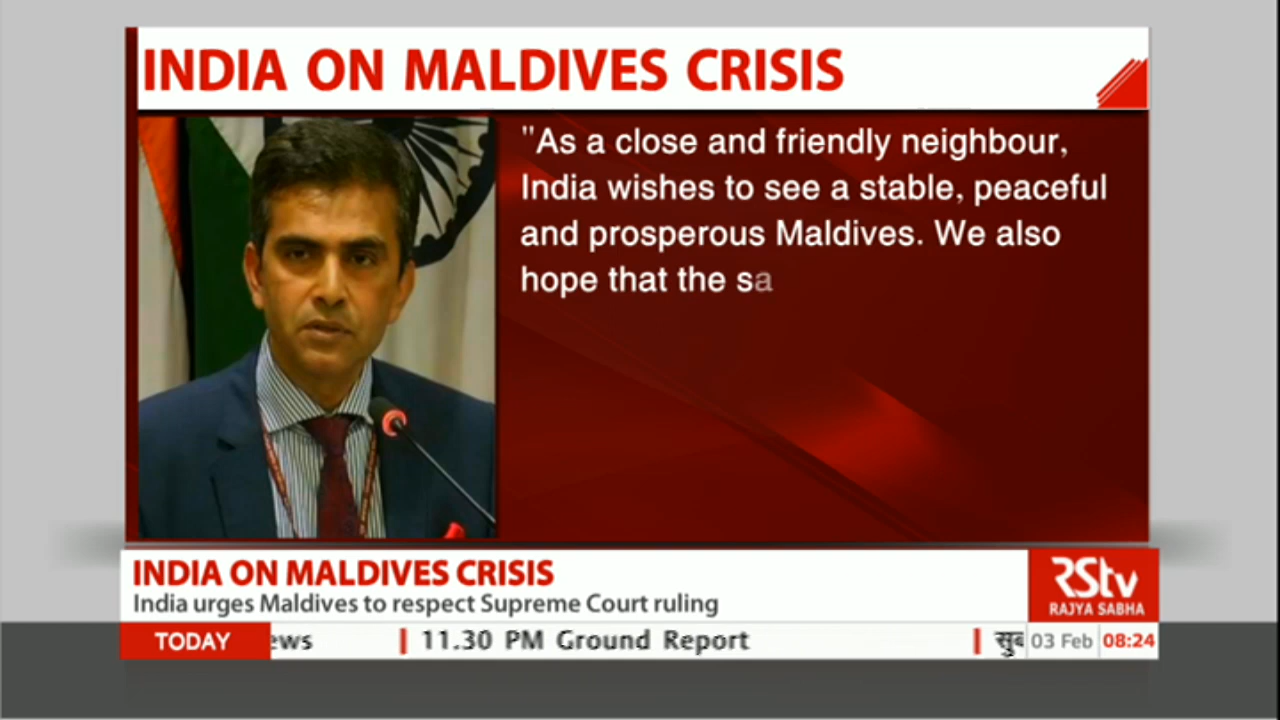 INDIA ON MALDIVES CRISIS
"As a close and friendly neighbour,
India wishes to see a stable, peaceful
and prosperous Maldives. We also
hope that the sa
INDIA ON MALDIVES CRISIS
India urges Maldives to respect Supreme Court ruling
RStv
RAJYA SABHA
TODAY ews | 11.30 PM Ground Report | सुब 03 Feb 08:24